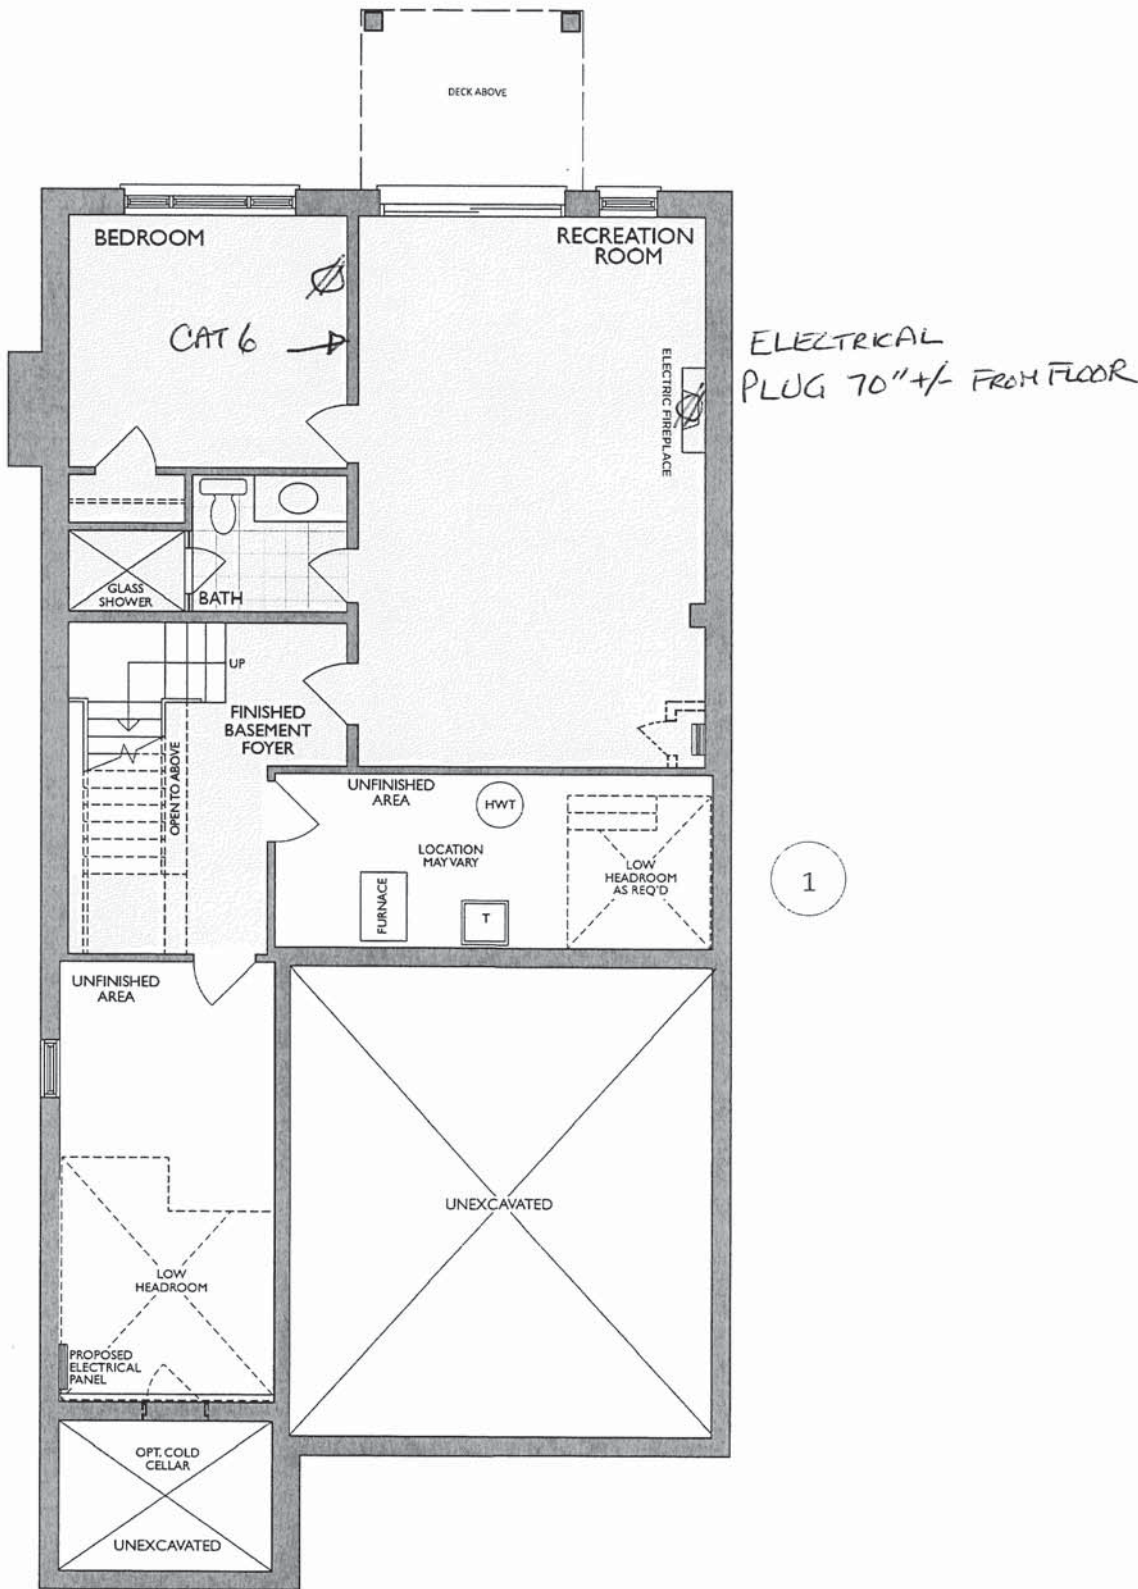 DECK ABOVE
BEDROOM
RECREATION
ROOM
CAT 6
ELECTRICAL
PLUG 70" +/- FROM FLOOR
ELECTRIC FIREPLACE
GLASS
SHOWER
BATH
UP
FINISHED
BASEMENT
FOYER
OPEN TO ABOVE
UNFINISHED
AREA
HWT
LOCATION
MAY VARY
LOW
HEADROOM
AS REQ'D
FURNACE
T
1
UNFINISHED
AREA
UNEXCAVATED
LOW
HEADROOM
PROPOSED
ELECTRICAL
PANEL
OPT. COLD
CELLAR
UNEXCAVATED